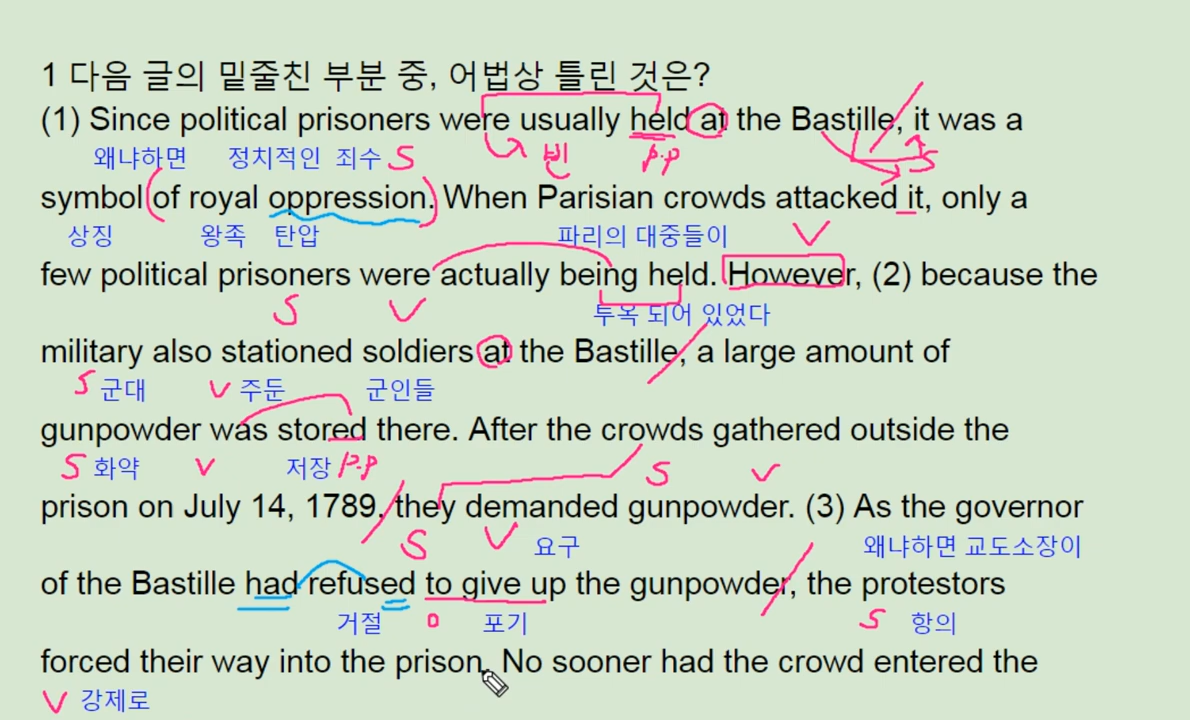 1 다음 글의 밑줄친 부분 중, 어법상 틀린 것은?
(1) Since political prisoners were usually held at the Bastille, it was a
왜냐하면 정치적인 죄수 S 빈 p.p S
symbol of royal oppression. When Parisian crowds attacked it, only a
상징 왕족 탄압 파리의 대중들이 V
few political prisoners were actually being held. However, (2) because the
S V 투옥 되어 있었다
military also stationed soldiers at the Bastille, a large amount of
S 군대 V 주둔 군인들
gunpowder was stored there. After the crowds gathered outside the
S 화약 V 저장 p.p S V
prison on July 14, 1789, they demanded gunpowder. (3) As the governor
S V 요구 왜냐하면 교도소장이
of the Bastille had refused to give up the gunpowder, the protestors
거절 o 포기 S 항의
forced their way into the prison. No sooner had the crowd entered the
V 강제로